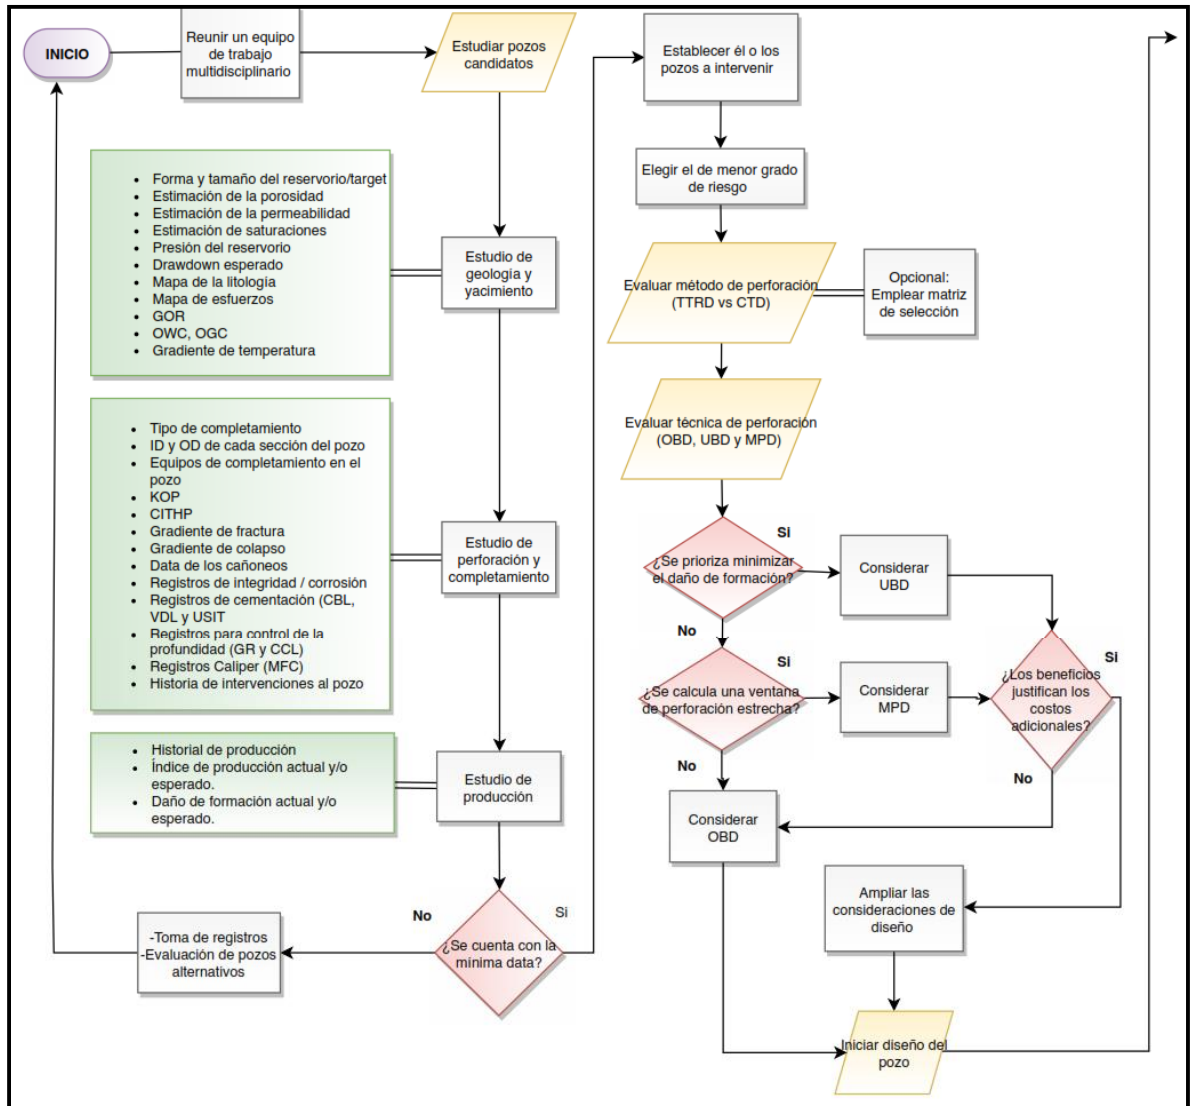 INICIO
Reunir un equipo
de trabajo
multidisciplinario
Estudiar pozos
candidatos
• Forma y tamaño del reservorio/target
• Estimación de la porosidad
• Estimación de la permeabilidad
• Estimación de saturaciones
• Presión del reservorio
• Drawdown esperado
• Mapa de la litología
• Mapa de esfuerzos
• GOR
• OWC, OGC
• Gradiente de temperatura
Estudio de
geología y
yacimiento
• Tipo de completamiento
• ID y OD de cada sección del pozo
• Equipos de completamiento en el
pozo
• KOP
• CITHP
• Gradiente de fractura
• Gradiente de colapso
• Data de los cañoneos
• Registros de integridad / corrosión
• Registros de cementación (CBL,
VDL y USIT
• Registros para control de la
profundidad (GR y CCL)
• Registros Caliper (MFC)
• Historia de intervenciones al pozo
Estudio de
perforación y
completamiento
• Historial de producción
• Índice de producción actual y/o
esperado.
• Daño de formación actual y/o
esperado.
Estudio de
producción
¿Se cuenta con la
mínima data?
No
Si
-Toma de registros
-Evaluación de pozos
alternativos
Establecer él o los
pozos a intervenir
Elegir el de menor grado
de riesgo
Evaluar método de perforación
(TTRD vs CTD)
Opcional:
Emplear matriz
de selección
Evaluar técnica de perforación
(OBD, UBD y MPD)
¿Se prioriza minimizar
el daño de formación?
Si
No
Considerar
UBD
¿Se calcula una ventana
de perforación estrecha?
Si
No
Considerar
MPD
¿Los beneficios
justifican los
costos
adicionales?
Si
No
Considerar
OBD
Ampliar las
consideraciones de
diseño
Iniciar diseño del
pozo